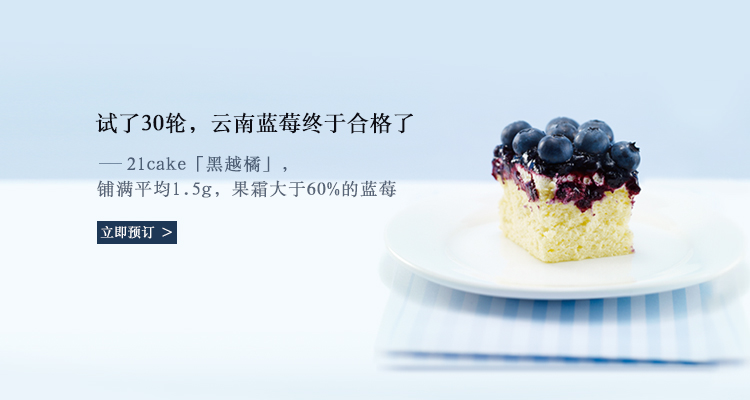 试了30轮，云南蓝莓终于合格了
— 21cake「黑越橘」，
铺满平均1.5g，果霜大于60%的蓝莓
立即预订 >